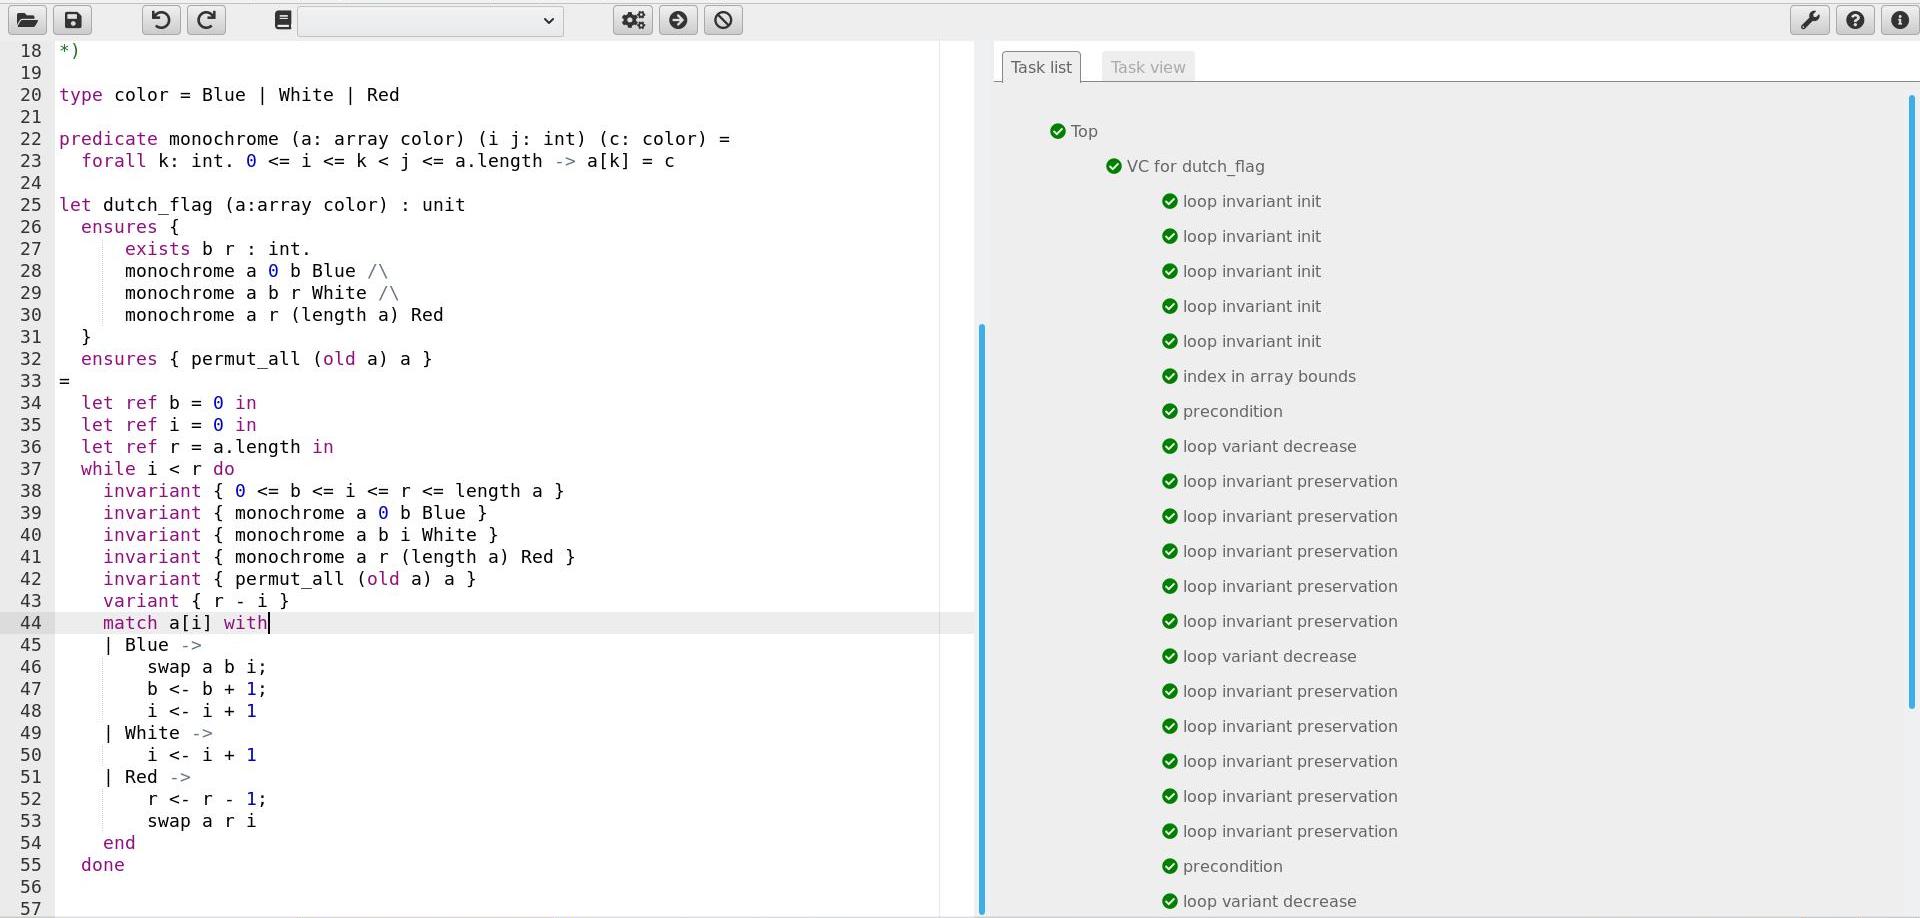 18 *)
19
20 type color = Blue | White | Red
21
22 predicate monochrome (a: array color) (i j: int) (c: color) =
23   forall k: int. 0 <= i <= k < j <= a.length -> a[k] = c
24
25 let dutch_flag (a:array color) : unit
26   ensures {
27       exists b r : int.
28       monochrome a 0 b Blue /\
29       monochrome a b r White /\
30       monochrome a r (length a) Red
31   }
32   ensures { permut_all (old a) a }
33 =
34   let ref b = 0 in
35   let ref i = 0 in
36   let ref r = a.length in
37   while i < r do
38     invariant { 0 <= b <= i <= r <= length a }
39     invariant { monochrome a 0 b Blue }
40     invariant { monochrome a b i White }
41     invariant { monochrome a r (length a) Red }
42     invariant { permut_all (old a) a }
43     variant { r - i }
44     match a[i] with
45     | Blue ->
46         swap a b i;
47         b <- b + 1;
48         i <- i + 1
49     | White ->
50         i <- i + 1
51     | Red ->
52         r <- r - 1;
53         swap a r i
54     end
55   done
56
57
Task list Task view
Top
VC for dutch_flag
loop invariant init
loop invariant init
loop invariant init
loop invariant init
loop invariant init
index in array bounds
precondition
loop variant decrease
loop invariant preservation
loop invariant preservation
loop invariant preservation
loop invariant preservation
loop invariant preservation
loop variant decrease
loop invariant preservation
loop invariant preservation
loop invariant preservation
loop invariant preservation
loop invariant preservation
precondition
loop variant decrease